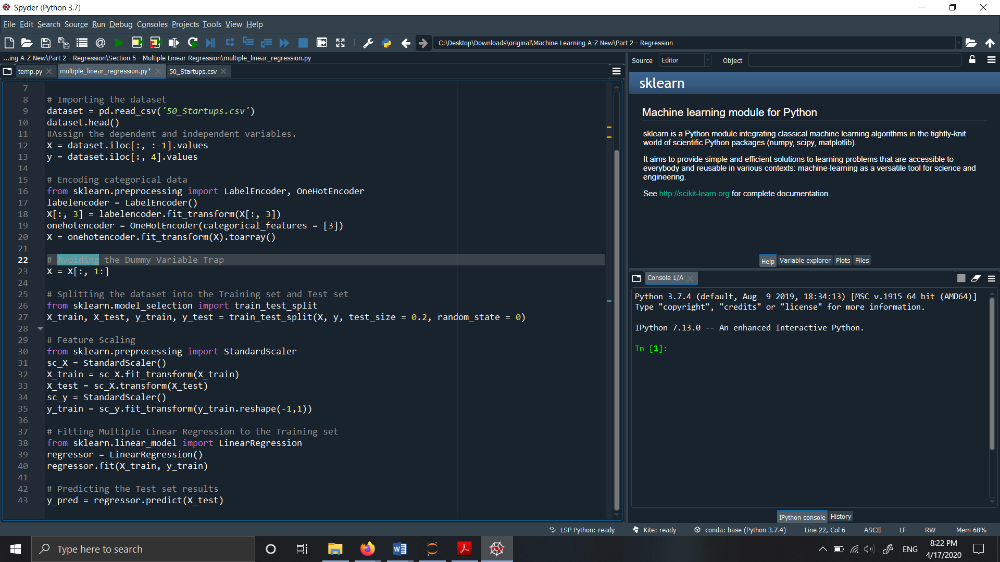 Spyder (Python 3.7)
File Edit Search Source Run Debug Consoles Projects Tools View Help
C:\Desktop\Downloads\original\Machine Learning A-Z New\Part 2 - Regression
...ing A-Z New\Part 2 - Regression\Section 5 - Multiple Linear Regression\multiple_linear_regression.py
temp.py multiple_linear_regression.py* 50_Startups.csv
7
8 # Importing the dataset
9 dataset = pd.read_csv('50_Startups.csv')
10 dataset.head()
11 #Assign the dependent and independent variables.
12 X = dataset.iloc[:, :-1].values
13 y = dataset.iloc[:, 4].values
14
15 # Encoding categorical data
16 from sklearn.preprocessing import LabelEncoder, OneHotEncoder
17 labelencoder = LabelEncoder()
18 X[:, 3] = labelencoder.fit_transform(X[:, 3])
19 onehotencoder = OneHotEncoder(categorical_features = [3])
20 X = onehotencoder.fit_transform(X).toarray()
21
22 # Avoiding the Dummy Variable Trap
23 X = X[:, 1:]
24
25 # Splitting the dataset into the Training set and Test set
26 from sklearn.model_selection import train_test_split
27 X_train, X_test, y_train, y_test = train_test_split(X, y, test_size = 0.2, random_state = 0)
28
29 # Feature Scaling
30 from sklearn.preprocessing import StandardScaler
31 sc_X = StandardScaler()
32 X_train = sc_X.fit_transform(X_train)
33 X_test = sc_X.transform(X_test)
34 sc_y = StandardScaler()
35 y_train = sc_y.fit_transform(y_train.reshape(-1,1))
36
37 # Fitting Multiple Linear Regression to the Training set
38 from sklearn.linear_model import LinearRegression
39 regressor = LinearRegression()
40 regressor.fit(X_train, y_train)
41
42 # Predicting the Test set results
43 y_pred = regressor.predict(X_test)
Source Editor Object
sklearn
Machine learning module for Python
sklearn is a Python module integrating classical machine learning algorithms in the tightly-knit
world of scientific Python packages (numpy, scipy, matplotlib).
It aims to provide simple and efficient solutions to learning problems that are accessible to
everybody and reusable in various contexts: machine-learning as a versatile tool for science and
engineering.
See http://scikit-learn.org for complete documentation.
Help Variable explorer Plots Files
Console 1/A
Python 3.7.4 (default, Aug  9 2019, 18:34:13) [MSC v.1915 64 bit (AMD64)]
Type "copyright", "credits" or "license" for more information.
IPython 7.13.0 -- An enhanced Interactive Python.
In [1]:
IPython console History
LSP Python: ready Kite: ready conda: base (Python 3.7.4) Line 22, Col 6 ASCII LF RW Mem 68%
Type here to search
ENG
8:22 PM
4/17/2020